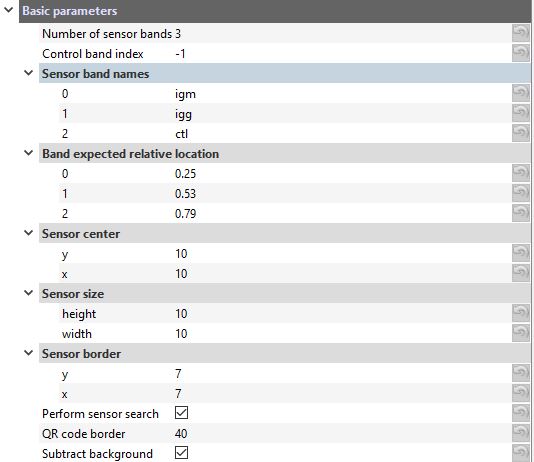 Basic parameters
Number of sensor bands 3
Control band index -1
Sensor band names
0 igm
1 igg
2 ctl
Band expected relative location
0 0.25
1 0.53
2 0.79
Sensor center
y 10
x 10
Sensor size
height 10
width 10
Sensor border
y 7
x 7
Perform sensor search
QR code border 40
Subtract background